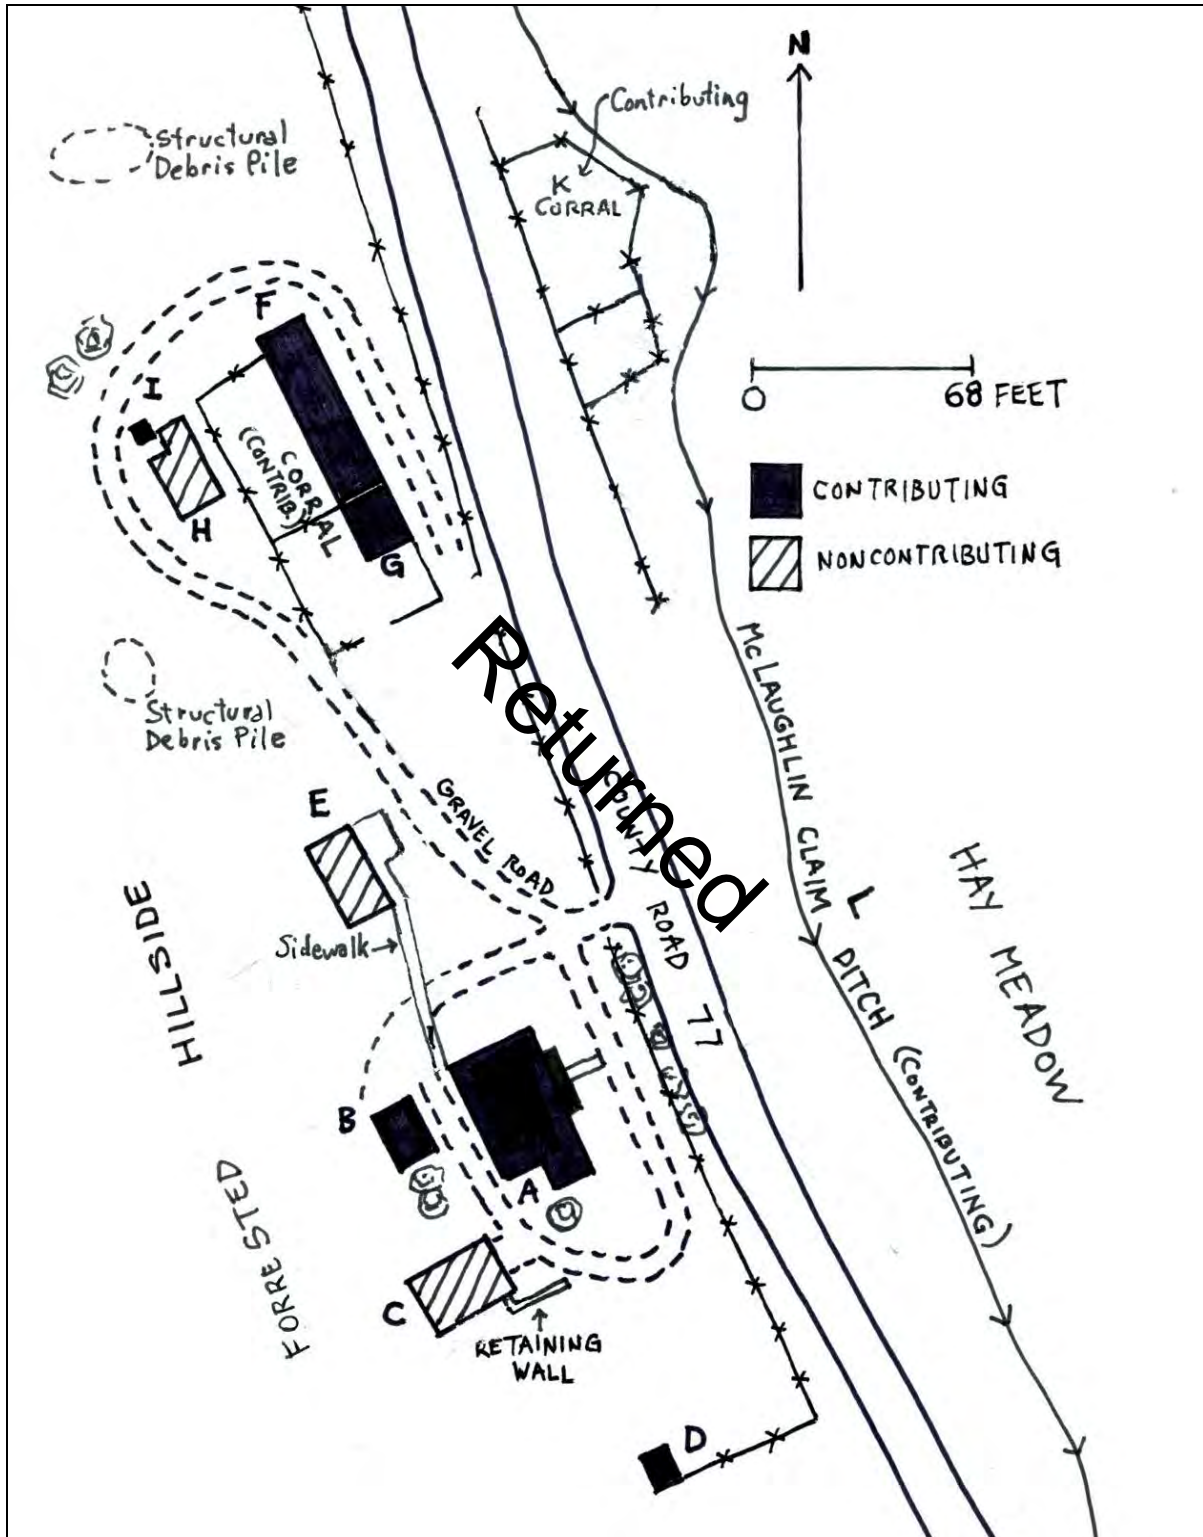 N
Contributing
Structural
Debris Pile
K
CORRAL
F
0
68 FEET
I
CORRAL
(CONTRIB.)
CONTRIBUTING
H
G
NONCONTRIBUTING
Returned
McLAUGHLIN CLAIM DITCH (CONTRIBUTING)
L
Structural
Debris Pile
GRAVEL ROAD
COUNTY ROAD 77
E
HAY MEADOW
Sidewalk
FORRESTED HILLSIDE
B
A
C
RETAINING
WALL
D